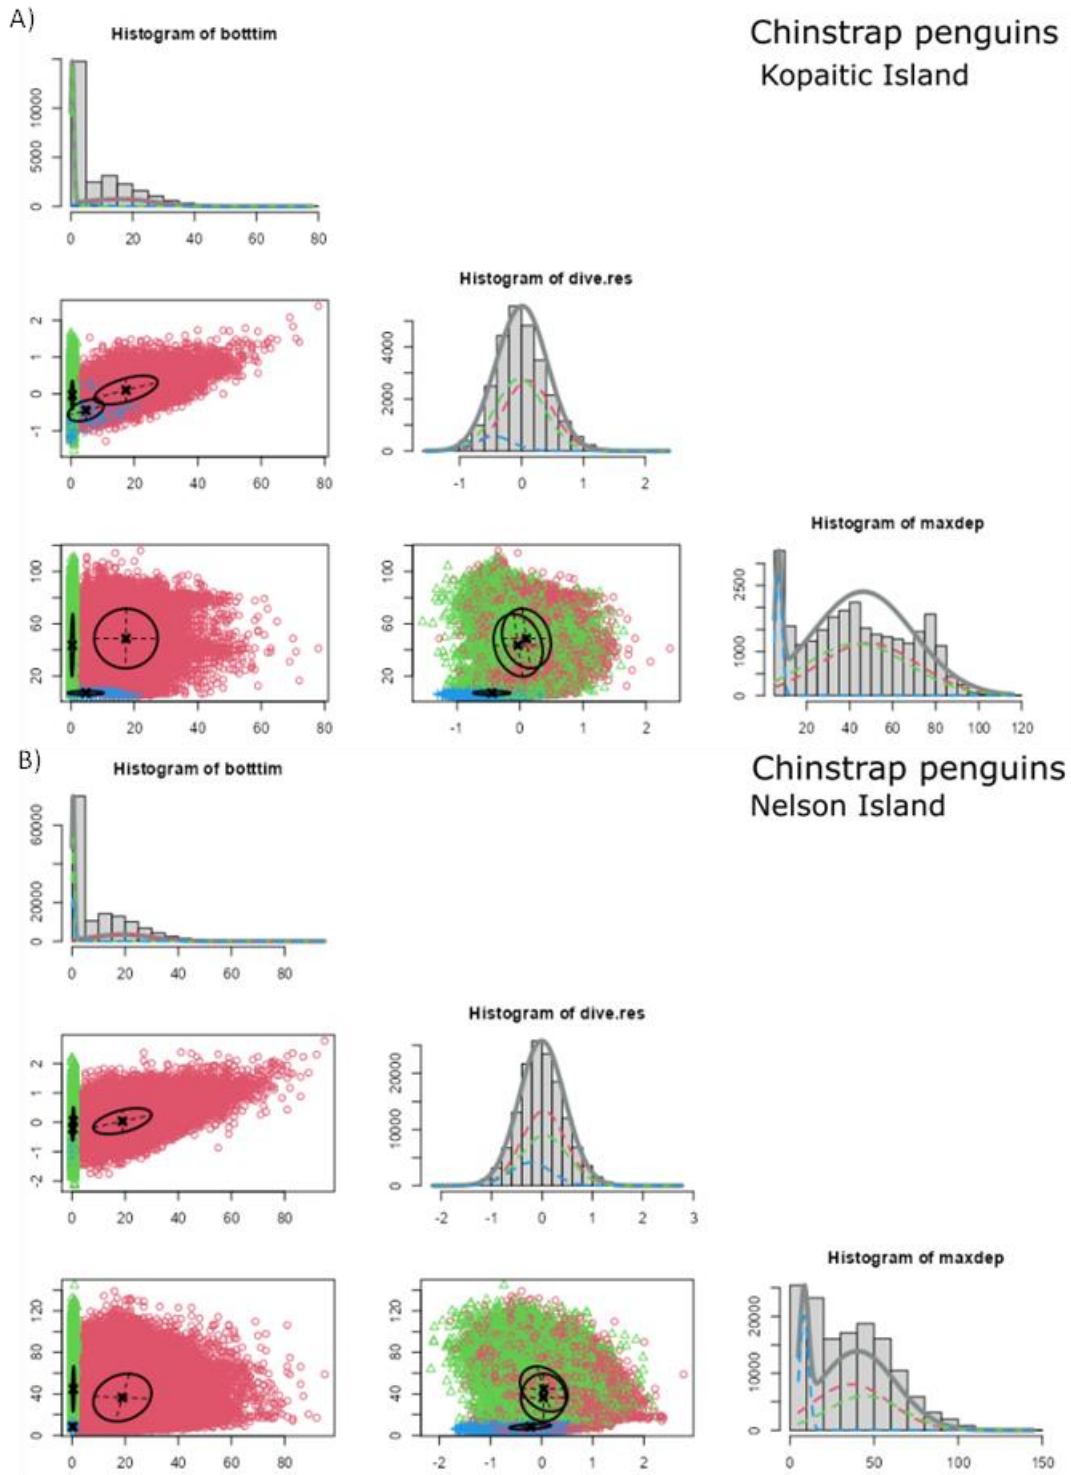 A)
Histogram of botttim
Chinstrap penguins
Kopaitic Island
0 5000 10000
0 20 40 60 80
Histogram of dive.res
-1 0 1 2
0 20 40 60 80
0 2000 4000
-1 0 1 2
Histogram of maxdep
20 60 100
0 20 40 60 80
20 60 100
-1 0 1 2
0 1000 2500
20 40 60 80 100 120
B)
Histogram of botttim
Chinstrap penguins
Nelson Island
0 20000 60000
0 20 40 60 80
Histogram of dive.res
-2 -1 0 1 2
0 20 40 60 80
0 10000 20000
-2 -1 0 1 2 3
Histogram of maxdep
0 40 80 120
0 20 40 60 80
0 40 80 120
-2 -1 0 1 2
0 10000 20000
0 50 100 150